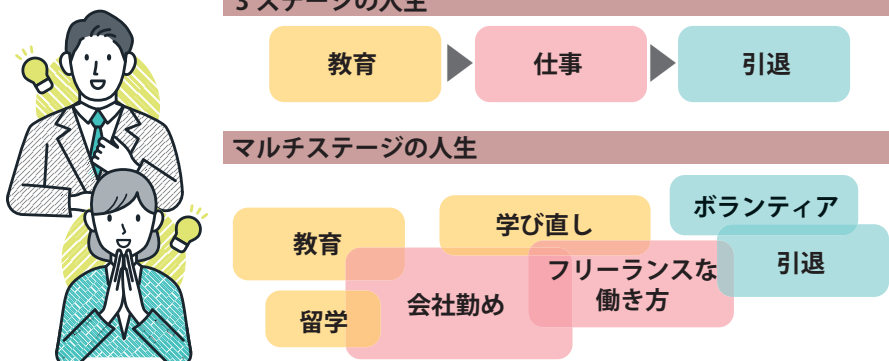 3ステージの人生
教育
仕事
引退
マルチステージの人生
教育
学び直し
ボランティア
引退
留学
会社勤め
フリーランスな
働き方